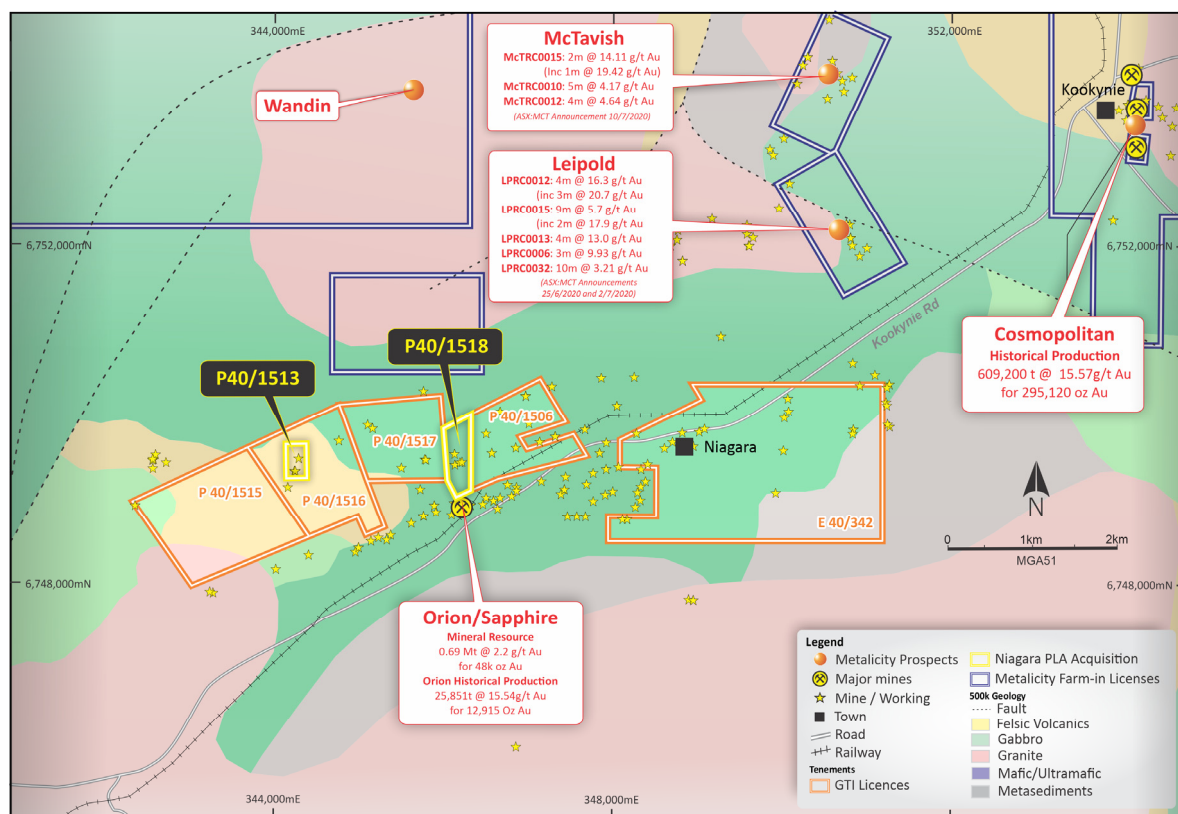 344,000mE
352,000mE
McTavish
McTRC0015: 2m @ 14.11 g/t Au
(Inc 1m @ 19.42 g/t Au)
McTRC0010: 5m @ 4.17 g/t Au
McTRC0012: 4m @ 4.64 g/t Au
(ASX:MCT Announcement 10/7/2020)
Wandin
Kookynie
Leipold
LPRC0012: 4m @ 16.3 g/t Au
(inc 3m @ 20.7 g/t Au
LPRC0015: 9m @ 5.7 g/t Au
(inc 2m @ 17.9 g/t Au
LPRC0013: 4m @ 13.0 g/t Au
LPRC0006: 3m @ 9.93 g/t Au
LPRC0032: 10m @ 3.21 g/t Au
(ASX:MCT Announcements
25/6/2020 and 2/7/2020)
6,752,000mN
6,752,000mN
Kookynie Rd
Cosmopolitan
Historical Production
609,200 t @ 15.57g/t Au
for 295,120 oz Au
P40/1518
P40/1513
P 40/1506
P 40/1517
Niagara
P 40/1515
P 40/1516
E 40/342
N
0 1km 2km
MGA51
6,748,000mN
6,748,000mN
Orion/Sapphire
Mineral Resource
0.69 Mt @ 2.2 g/t Au
for 48k oz Au
Orion Historical Production
25,851t @ 15.54g/t Au
for 12,915 Oz Au
Legend
Metalicity Prospects
Major mines
Mine / Working
Town
Road
Railway
Tenements
GTI Licences
Niagara PLA Acquisition
Metalicity Farm-in Licenses
500k Geology
Fault
Felsic Volcanics
Gabbro
Granite
Mafic/Ultramafic
Metasediments
344,000mE
348,000mE